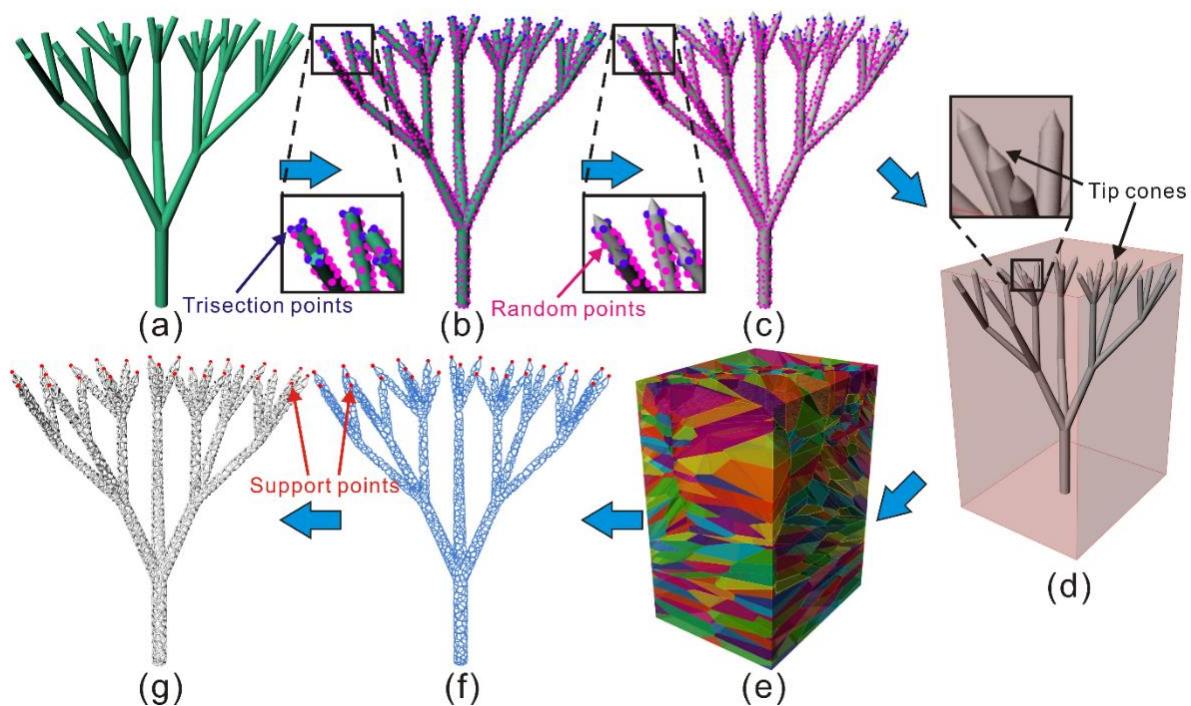 Tip cones
Trisection points
Random points
(a)
(b)
(c)
Support points
(d)
(g)
(f)
(e)